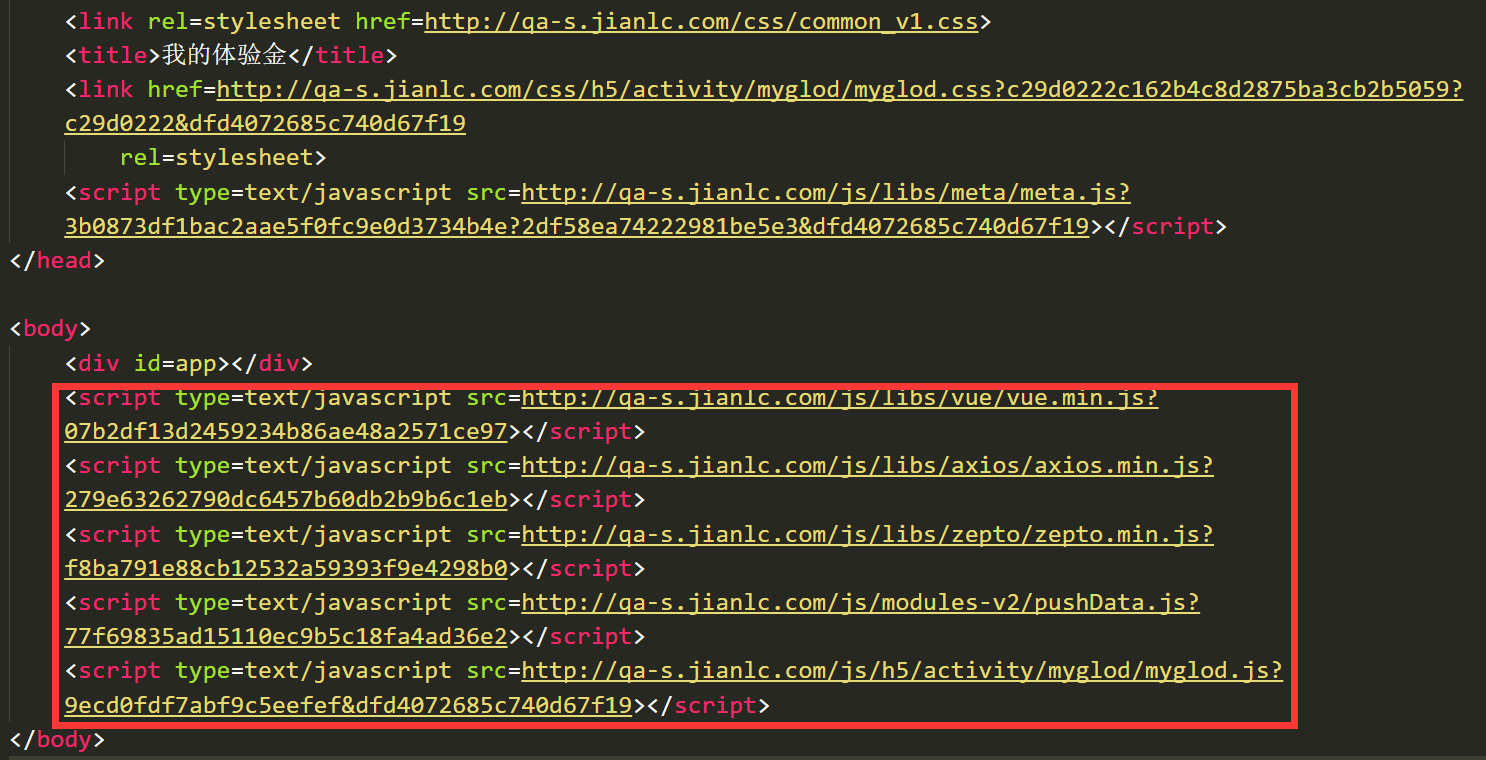 <link rel=stylesheet href=http://qa-s.jianlc.com/css/common_v1.css>
<title>我的体验金</title>
<link href=http://qa-s.jianlc.com/css/h5/activity/myglod/myglod.css?c29d0222c162b4c8d2875ba3cb2b5059?
c29d0222&dfd4072685c740d67f19
rel=stylesheet>
<script type=text/javascript src=http://qa-s.jianlc.com/js/libs/meta/meta.js?
3b0873df1bac2aae5f0fc9e0d3734b4e?2df58ea74222981be5e3&dfd4072685c740d67f19></script>
</head>
<body>
<div id=app></div>
<script type=text/javascript src=http://qa-s.jianlc.com/js/libs/vue/vue.min.js?
07b2df13d2459234b86ae48a2571ce97></script>
<script type=text/javascript src=http://qa-s.jianlc.com/js/libs/axios/axios.min.js?
279e63262790dc6457b60db2b9b6c1eb></script>
<script type=text/javascript src=http://qa-s.jianlc.com/js/libs/zepto/zepto.min.js?
f8ba791e88cb12532a59393f9e4298b0></script>
<script type=text/javascript src=http://qa-s.jianlc.com/js/modules-v2/pushData.js?
77f69835ad15110ec9b5c18fa4ad36e2></script>
<script type=text/javascript src=http://qa-s.jianlc.com/js/h5/activity/myglod/myglod.js?
9ecd0fdf7abf9c5eefef&dfd4072685c740d67f19></script>
</body>